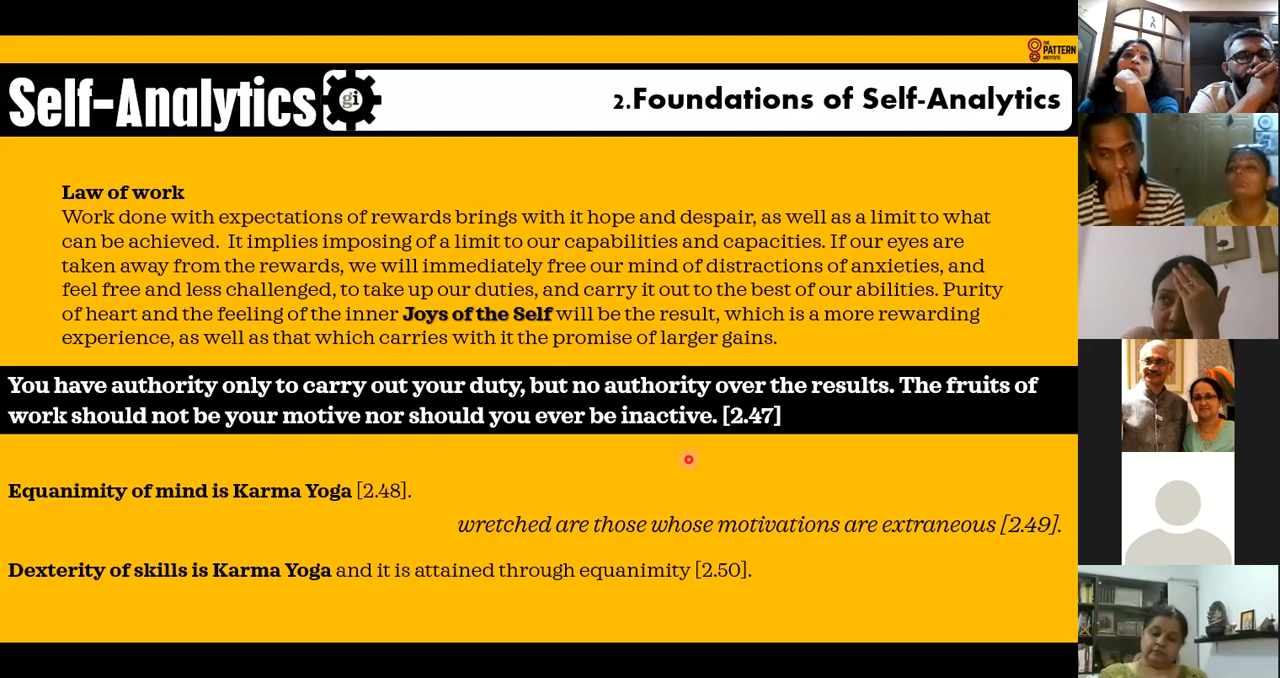 THE
PATTERN
INSTITUTE
Self-Analytics
gi
2.Foundations of Self-Analytics
Law of work
Work done with expectations of rewards brings with it hope and despair, as well as a limit to what
can be achieved.  It implies imposing of a limit to our capabilities and capacities. If our eyes are
taken away from the rewards, we will immediately free our mind of distractions of anxieties, and
feel free and less challenged, to take up our duties, and carry it out to the best of our abilities. Purity
of heart and the feeling of the inner Joys of the Self will be the result, which is a more rewarding
experience, as well as that which carries with it the promise of larger gains.
You have authority only to carry out your duty, but no authority over the results. The fruits of
work should not be your motive nor should you ever be inactive. [2.47]
Equanimity of mind is Karma Yoga [2.48].
wretched are those whose motivations are extraneous [2.49].
Dexterity of skills is Karma Yoga and it is attained through equanimity [2.50].